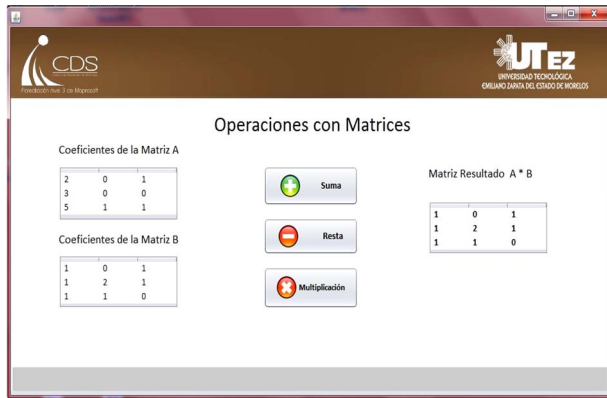 CDS
Acreditación nivel 3 de Moprosoft
UTEZ
UNIVERSIDAD TECNOLÓGICA
EMILIANO ZAPATA DEL ESTADO DE MORELOS
Operaciones con Matrices
Coeficientes de la Matriz A
2 0 1
3 0 0
5 1 1
Coeficientes de la Matriz B
1 0 1
1 2 1
1 1 0
Suma
Resta
Multiplicación
Matriz Resultado A * B
1 0 1
1 2 1
1 1 0